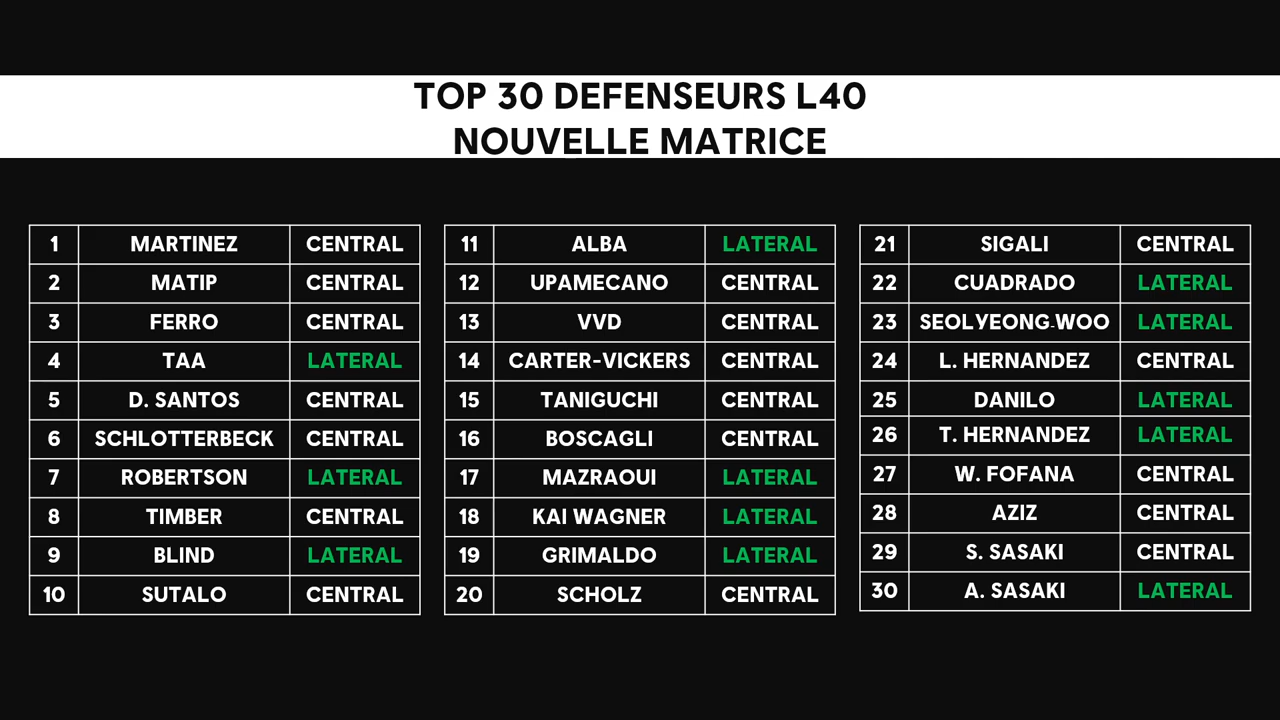 TOP 30 DEFENSEURS L40
NOUVELLE MATRICE
1 MARTINEZ CENTRAL
2 MATIP CENTRAL
3 FERRO CENTRAL
4 TAA LATERAL
5 D. SANTOS CENTRAL
6 SCHLOTTERBECK CENTRAL
7 ROBERTSON LATERAL
8 TIMBER CENTRAL
9 BLIND LATERAL
10 SUTALO CENTRAL
11 ALBA LATERAL
12 UPAMECANO CENTRAL
13 VVD CENTRAL
14 CARTER-VICKERS CENTRAL
15 TANIGUCHI CENTRAL
16 BOSCAGLI CENTRAL
17 MAZRAOUI LATERAL
18 KAI WAGNER LATERAL
19 GRIMALDO LATERAL
20 SCHOLZ CENTRAL
21 SIGALI CENTRAL
22 CUADRADO LATERAL
23 SEOLYEONG-WOO LATERAL
24 L. HERNANDEZ CENTRAL
25 DANILO LATERAL
26 T. HERNANDEZ LATERAL
27 W. FOFANA CENTRAL
28 AZIZ CENTRAL
29 S. SASAKI CENTRAL
30 A. SASAKI LATERAL